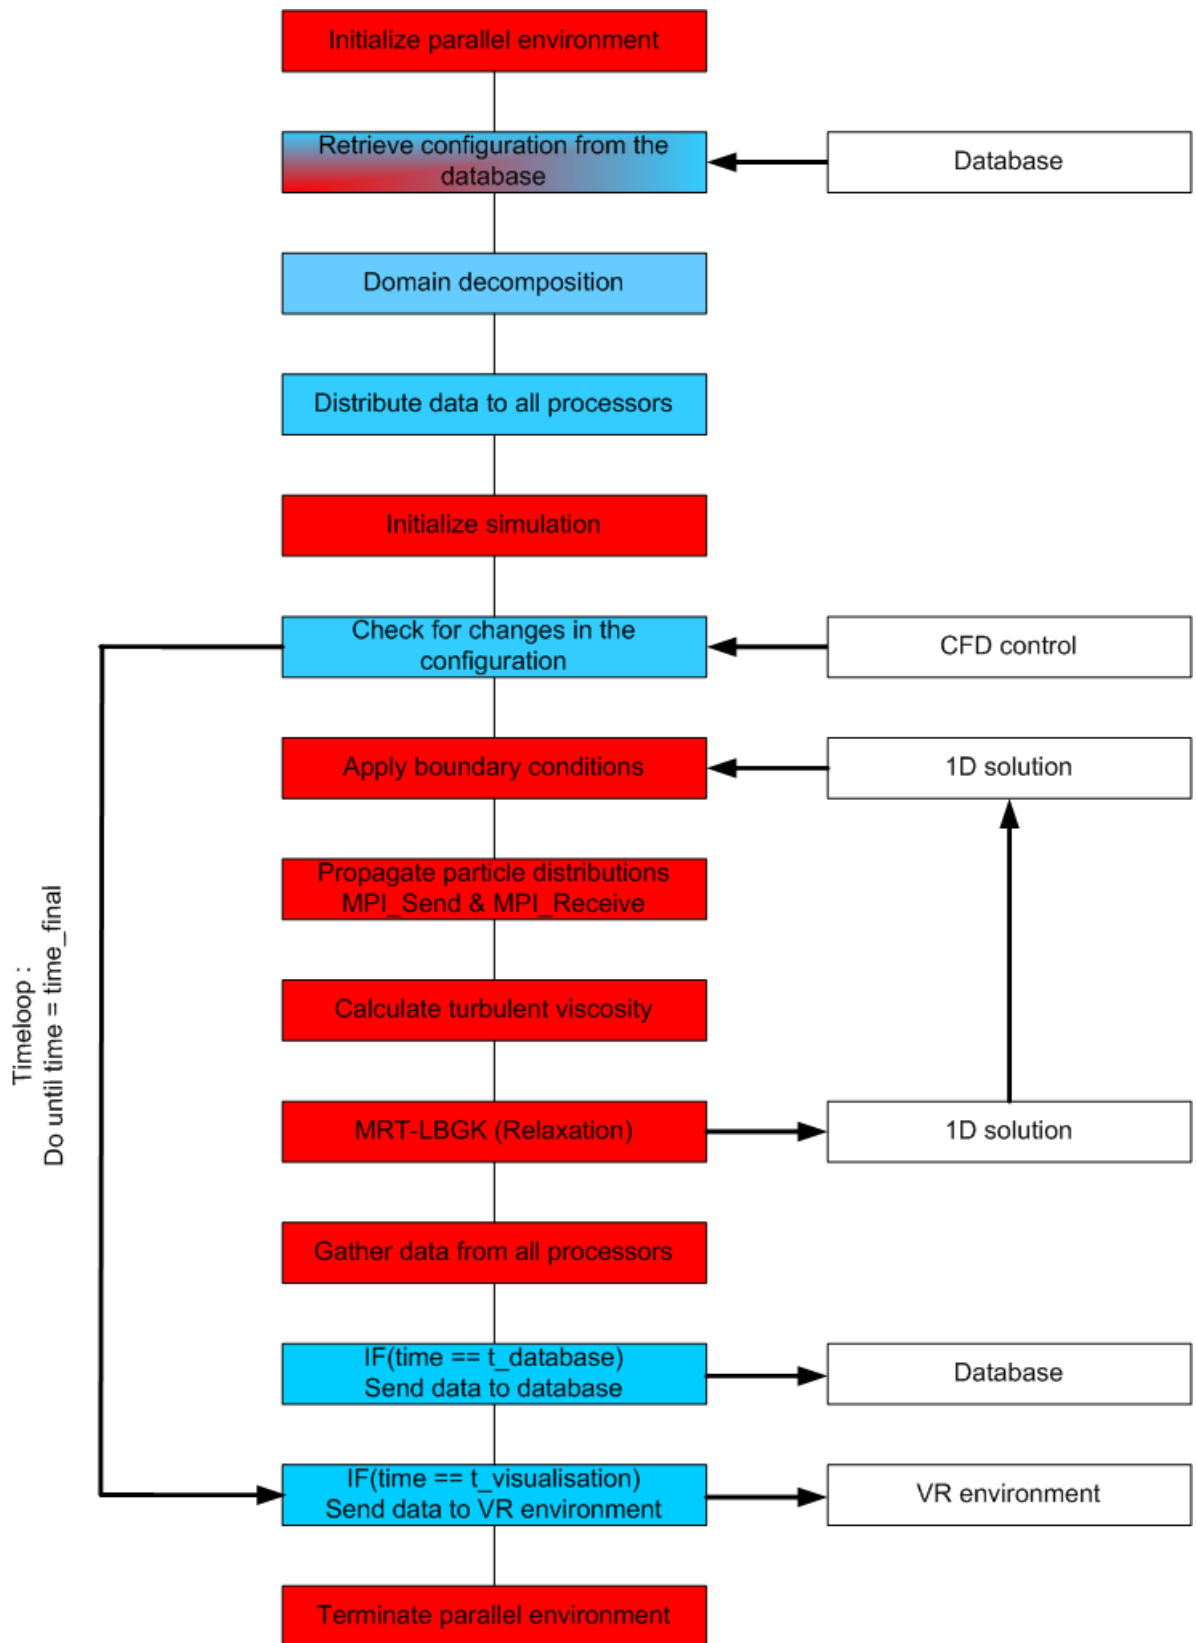 Initialize parallel environment
Retrieve configuration from the
database
Database
Domain decomposition
Distribute data to all processors
Initialize simulation
Check for changes in the
configuration
CFD control
Apply boundary conditions
1D solution
Propagate particle distributions
MPI_Send & MPI_Receive
Timeloop :
Do until time = time_final
Calculate turbulent viscosity
MRT-LBGK (Relaxation)
1D solution
Gather data from all processors
IF(time == t_database)
Send data to database
Database
IF(time == t_visualisation)
Send data to VR environment
VR environment
Terminate parallel environment